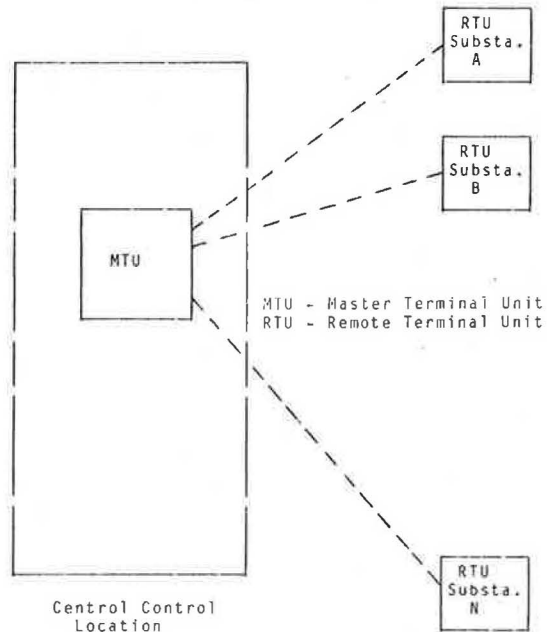 RTU
Substa.
A
RTU
Substa.
B
MTU
MTU - Master Terminal Unit
RTU - Remote Terminal Unit
RTU
Substa.
N
Centrol Control
Location